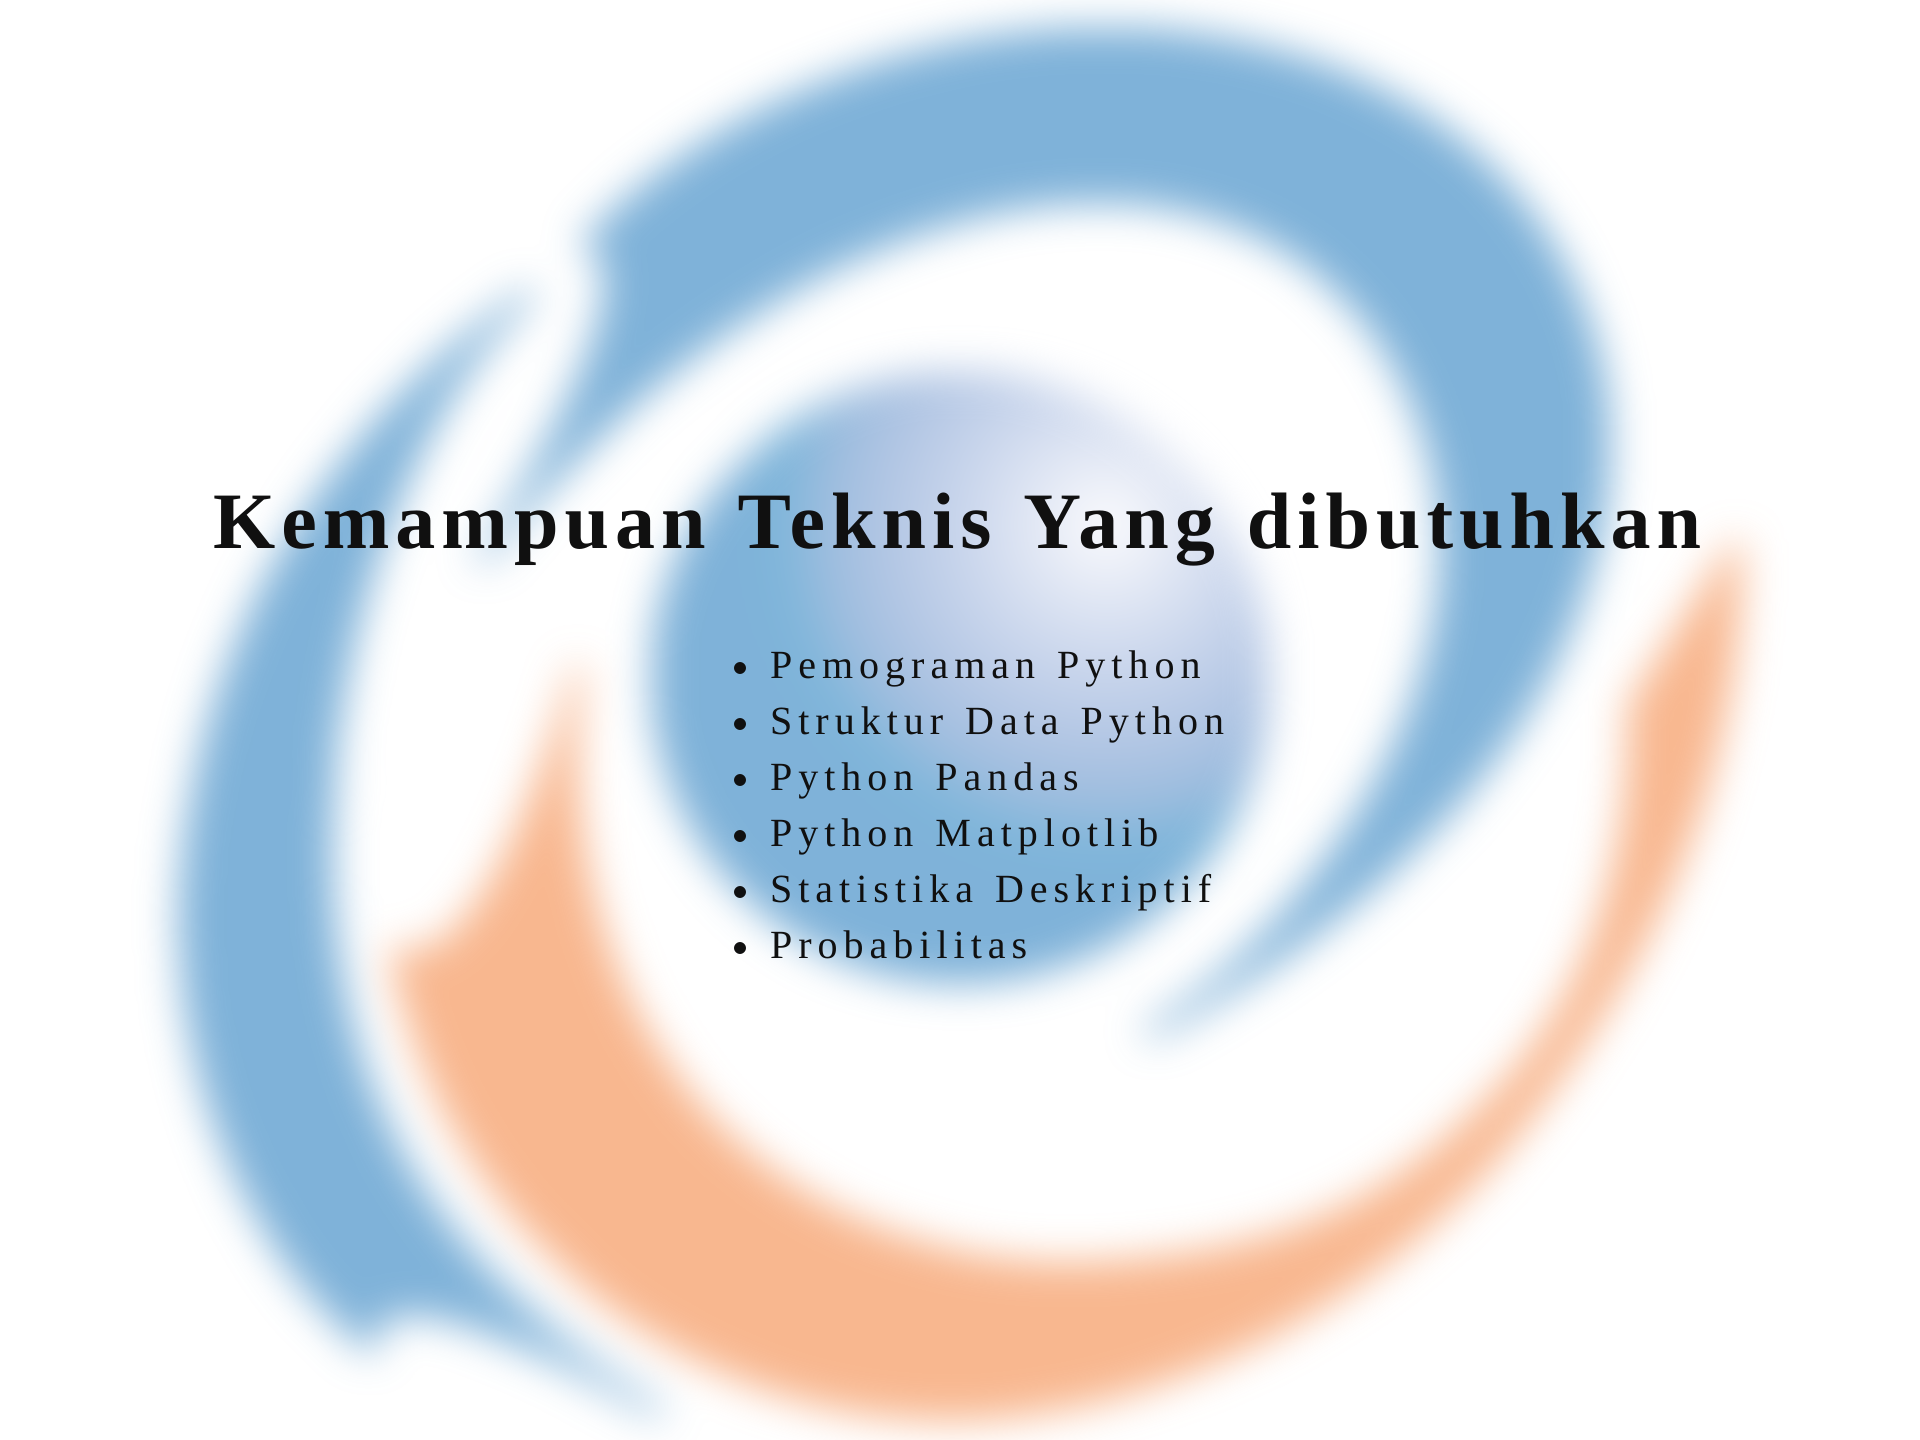 Kemampuan Teknis Yang dibutuhkan
• Pemograman Python
• Struktur Data Python
• Python Pandas
• Python Matplotlib
• Statistika Deskriptif
• Probabilitas